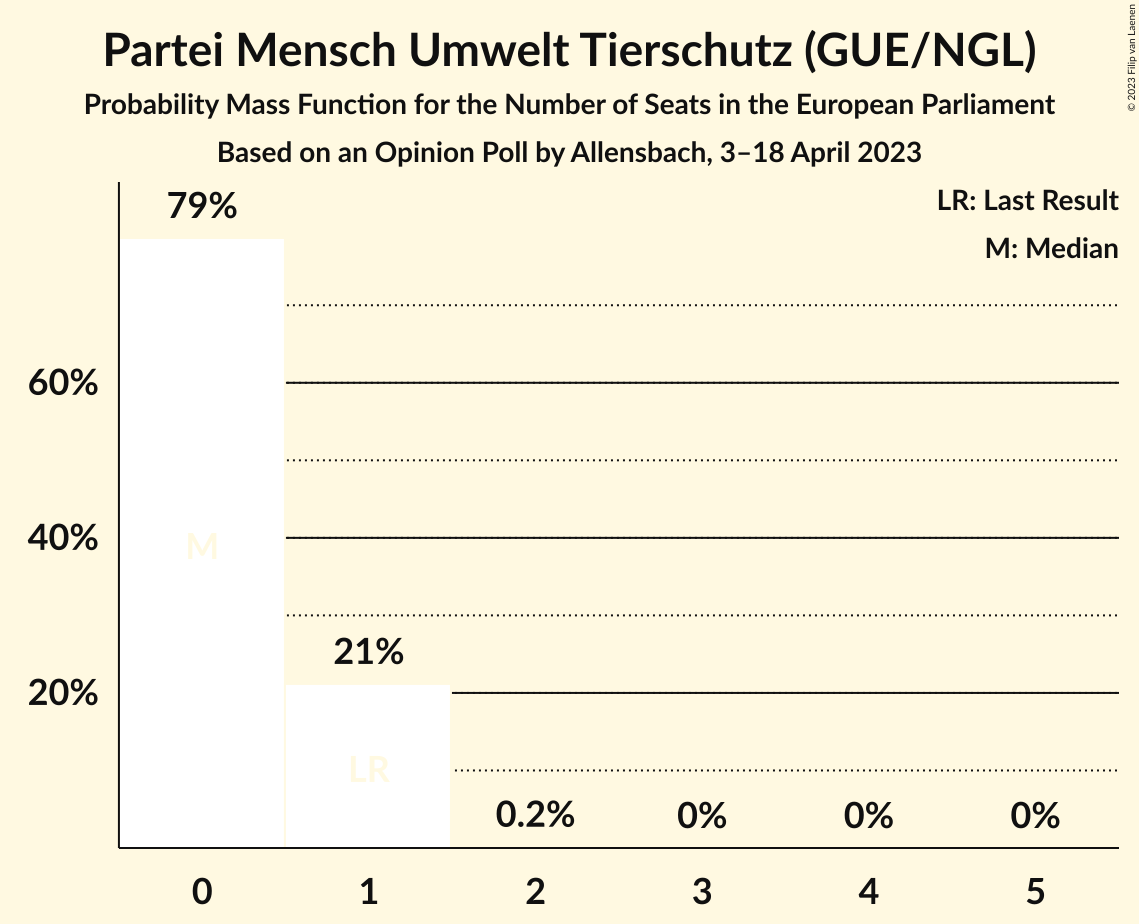 Partei Mensch Umwelt Tierschutz (GUE/NGL)
Probability Mass Function for the Number of Seats in the European Parliament
Based on an Opinion Poll by Allensbach, 3–18 April 2023
© 2023 Filip van Laenen
LR: Last Result
M: Median
79%
60%
M
40%
21%
20%
LR
0.2%
0%
0%
0%
0
1
2
3
4
5